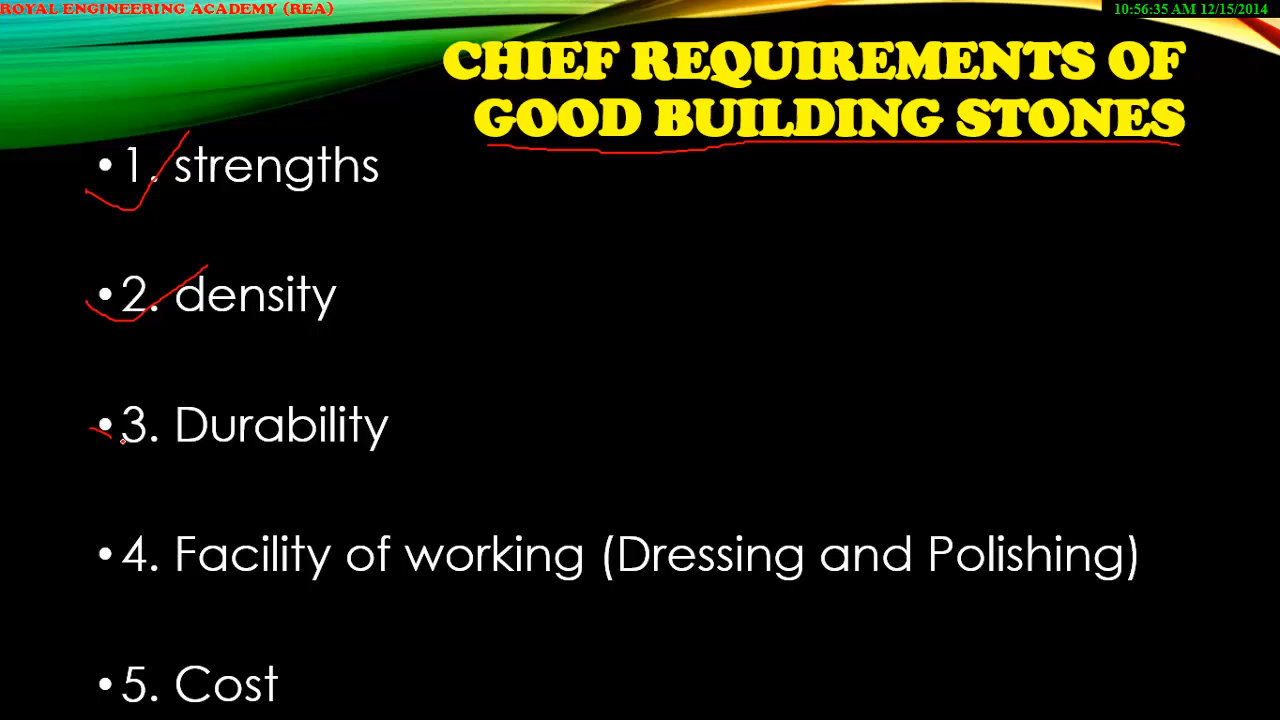 ROYAL ENGINEERING ACADEMY (REA)
10:56:35 AM 12/15/2014
CHIEF REQUIREMENTS OF
GOOD BUILDING STONES
• 1. strengths
• 2. density
• 3. Durability
• 4. Facility of working (Dressing and Polishing)
• 5. Cost